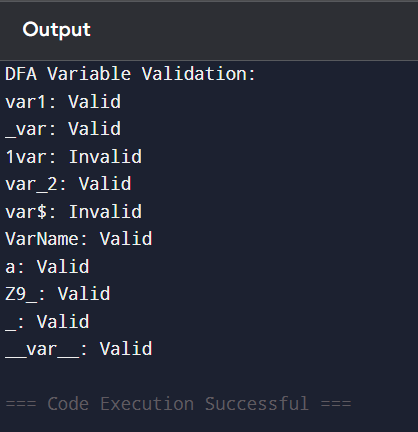 Output
DFA Variable Validation:
var1: Valid
_var: Valid
1var: Invalid
var_2: Valid
var$: Invalid
VarName: Valid
a: Valid
Z9_: Valid
_: Valid
__var__: Valid
=== Code Execution Successful ===